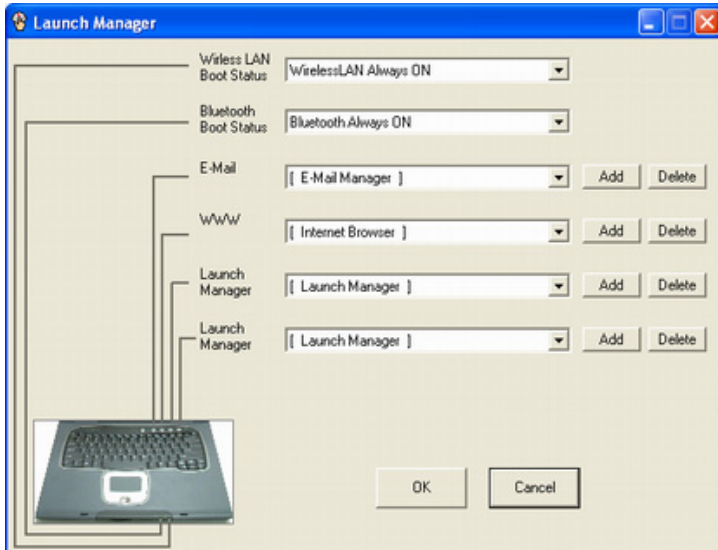 Launch Manager
Wirless LAN
Boot Status
WirelessLAN Always ON
Bluetooth
Boot Status
Bluetooth Always ON
E-Mail
[ E-Mail Manager ]
Add
Delete
WWW
[ Internet Browser ]
Add
Delete
Launch
Manager
[ Launch Manager ]
Add
Delete
Launch
Manager
[ Launch Manager ]
Add
Delete
OK
Cancel